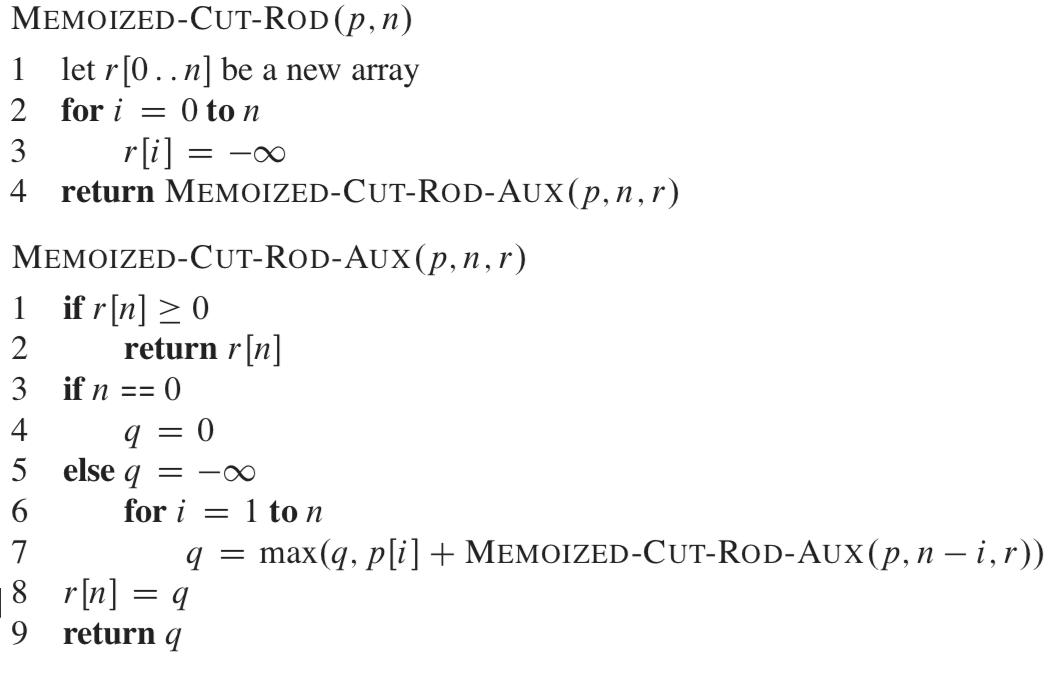 MEMOIZED-CUT-ROD(p, n)
1 let r[0..n] be a new array
2 for i = 0 to n
3 r[i] = −∞
4 return MEMOIZED-CUT-ROD-AUX(p, n, r)
MEMOIZED-CUT-ROD-AUX(p, n, r)
1 if r[n] ≥ 0
2 return r[n]
3 if n == 0
4 q = 0
5 else q = −∞
6 for i = 1 to n
7 q = max(q, p[i] + MEMOIZED-CUT-ROD-AUX(p, n − i, r))
8 r[n] = q
9 return q